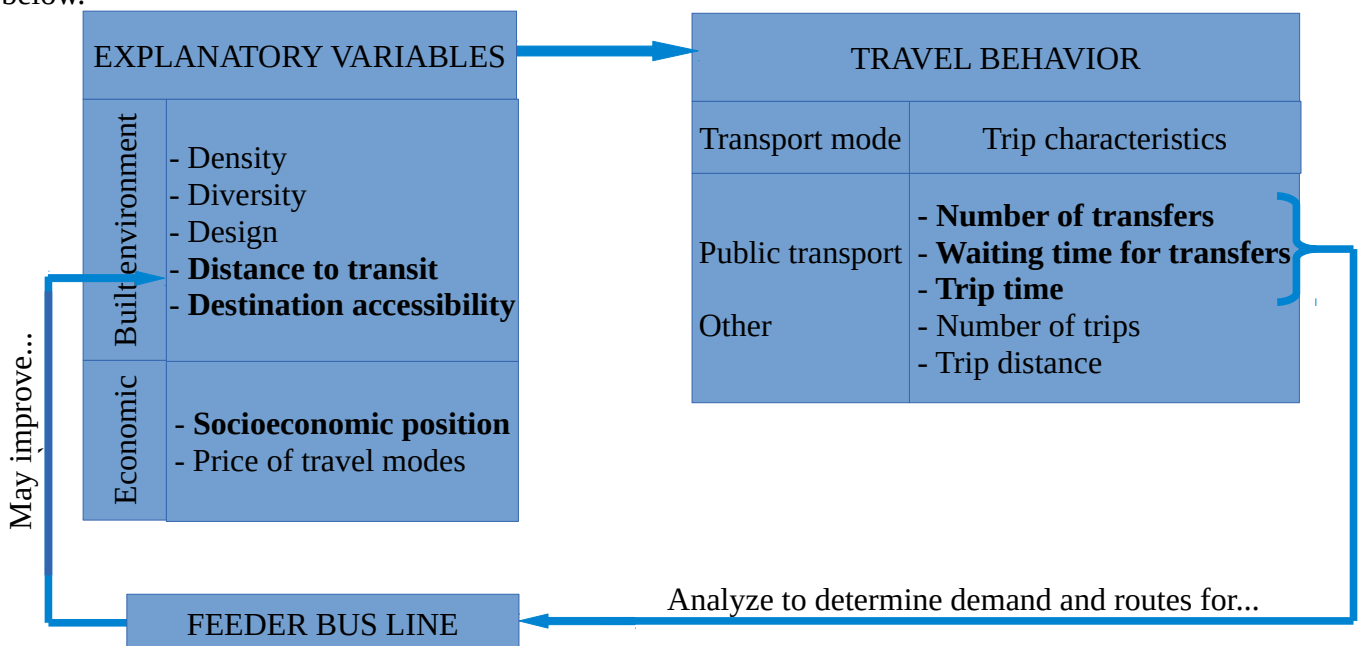 below.
EXPLANATORY VARIABLES
Built environment
- Density
- Diversity
- Design
- Distance to transit
- Destination accessibility
Economic
- Socioeconomic position
- Price of travel modes
TRAVEL BEHAVIOR
Transport mode
Trip characteristics
Public transport
Other
- Number of transfers
- Waiting time for transfers
- Trip time
- Number of trips
- Trip distance
May improve...
Analyze to determine demand and routes for...
FEEDER BUS LINE